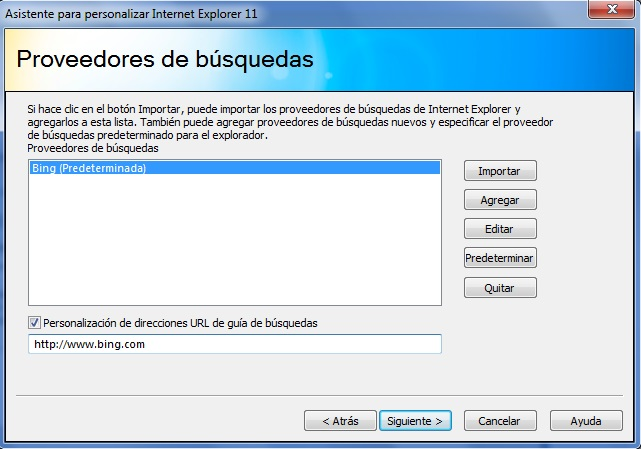 Asistente para personalizar Internet Explorer 11
Proveedores de búsquedas
Si hace clic en el botón Importar, puede importar los proveedores de búsquedas de Internet Explorer y
agregarlos a esta lista. También puede agregar proveedores de búsquedas nuevos y especificar el proveedor
de búsquedas predeterminado para el explorador.
Proveedores de búsquedas
Bing (Predeterminada)
Importar
Agregar
Editar
Predeterminar
Quitar
Personalización de direcciones URL de guía de búsquedas
http://www.bing.com
< Atrás
Siguiente >
Cancelar
Ayuda